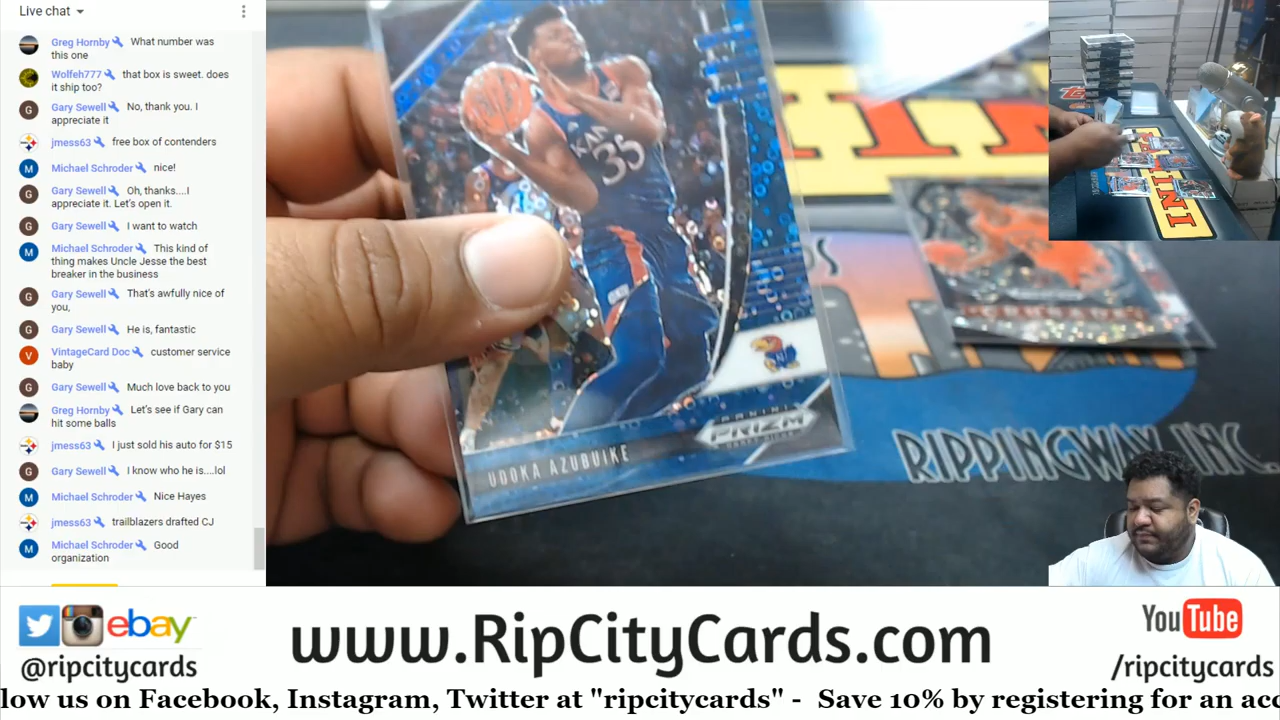 Live chat
Greg Hornby What number was
this one
Wolfeh777 that box is sweet. does
it ship too?
Gary Sewell No, thank you. I
appreciate it
jmess63 free box of contenders
Michael Schroder nice!
Gary Sewell Oh, thanks....I
appreciate it. Let's open it.
Gary Sewell I want to watch
Michael Schroder This kind of
thing makes Uncle Jesse the best
breaker in the business
Gary Sewell That's awfully nice of
you,
Gary Sewell He is, fantastic
VintageCard Doc customer service
baby
Gary Sewell Much love back to you
Greg Hornby Let's see if Gary can
hit some balls
jmess63 I just sold his auto for $15
Gary Sewell I know who he is....lol
Michael Schroder Nice Hayes
jmess63 trailblazers drafted CJ
Michael Schroder Good
organization
KAN
35
PANINI
PRIZM
UDOKA AZUBUIKE
RIPPINGWAX INC.
PANINI
ebay
@ripcitycards
www.RipCityCards.com
YouTube
/ripcitycards
low us on Facebook, Instagram, Twitter at "ripcitycards" - Save 10% by registering for an acc